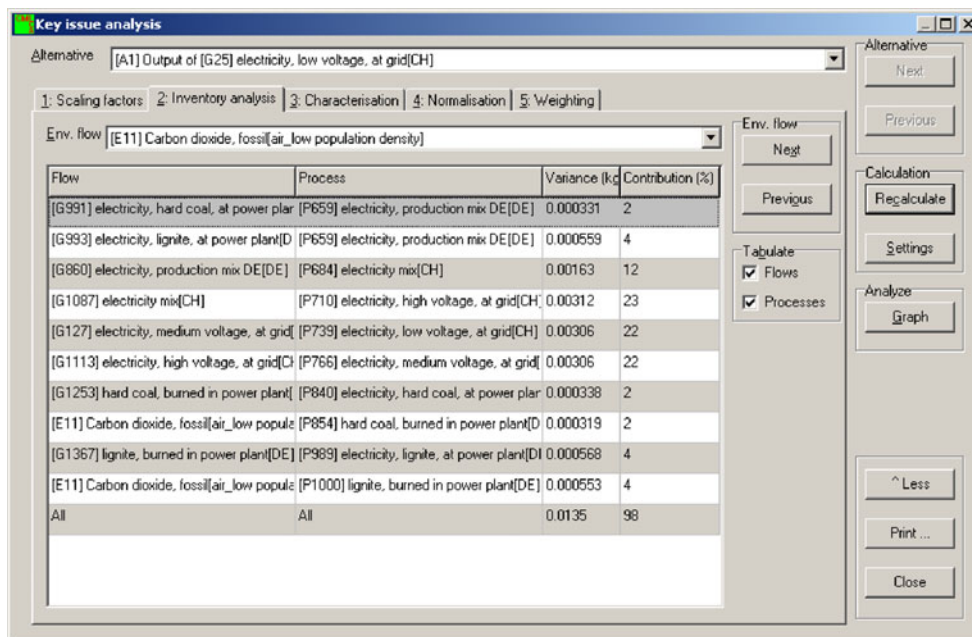 Key issue analysis
Alternative
[A1] Output of [G25] electricity, low voltage, at grid[CH]
1: Scaling factors
2: Inventory analysis
3: Characterisation
4: Normalisation
5: Weighting
Env. flow
[E11] Carbon dioxide, fossil[air_low population density]
Flow Process Variance (kg Contribution (%)
[G991] electricity, hard coal, at power plan [P659] electricity, production mix DE[DE] 0.000331 2
[G993] electricity, lignite, at power plant[D [P659] electricity, production mix DE[DE] 0.000559 4
[G860] electricity, production mix DE[DE] [P684] electricity mix[CH] 0.00163 12
[G1087] electricity mix[CH] [P710] electricity, high voltage, at grid[CH] 0.00312 23
[G127] electricity, medium voltage, at grid[ [P739] electricity, low voltage, at grid[CH] 0.00306 22
[G1113] electricity, high voltage, at grid[CH [P766] electricity, medium voltage, at grid[ 0.00306 22
[G1253] hard coal, burned in power plant[ [P840] electricity, hard coal, at power plan 0.000338 2
[E11] Carbon dioxide, fossil[air_low popula [P854] hard coal, burned in power plant[D 0.000319 2
[G1367] lignite, burned in power plant[DE] [P989] electricity, lignite, at power plant[DE 0.000568 4
[E11] Carbon dioxide, fossil[air_low popula [P1000] lignite, burned in power plant[DE] 0.000553 4
All All 0.0135 98
Env. flow
Next
Previous
Tabulate
Flows
Processes
Alternative
Next
Previous
Calculation
Recalculate
Settings
Analyze
Graph
^ Less
Print ...
Close